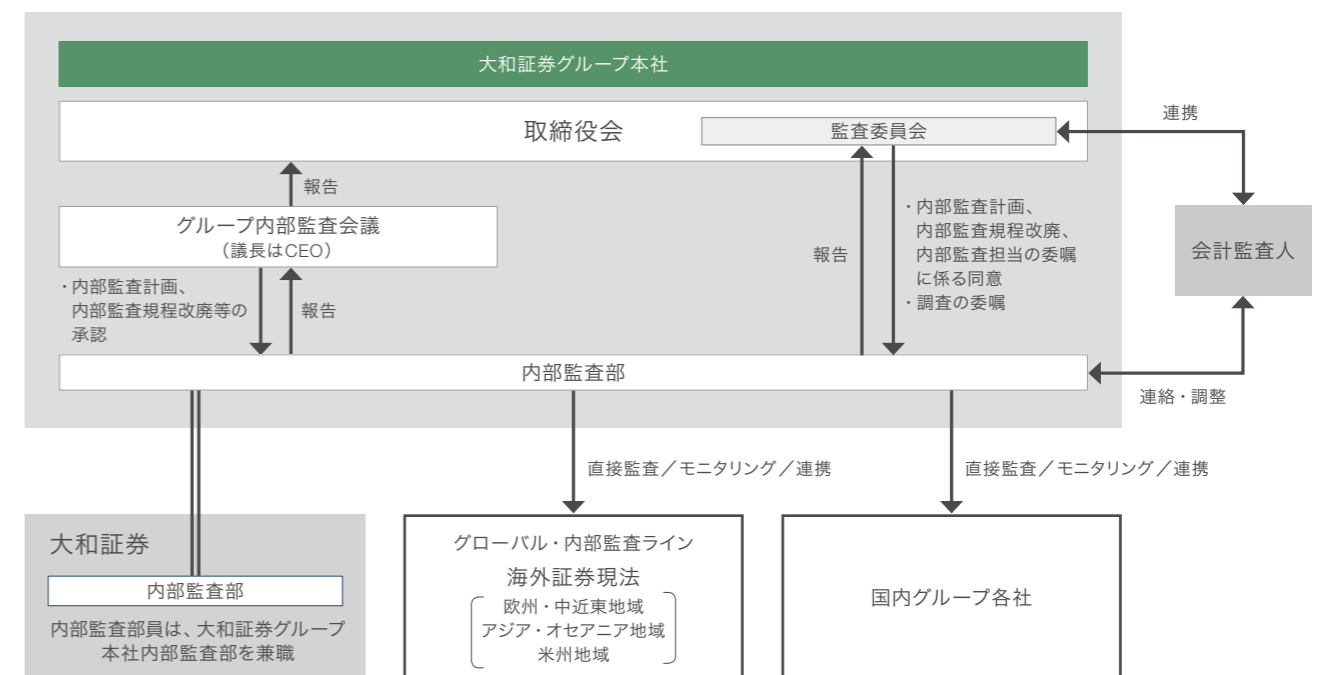 大和証券グループ本社
取締役会
監査委員会
連携
報告
グループ内部監査会議
（議長はCEO）
・内部監査計画、
内部監査規程改廃等の
承認
報告
報告
・内部監査計画、
内部監査規程改廃、
内部監査担当の委嘱
に係る同意
・調査の委嘱
会計監査人
内部監査部
連絡・調整
直接監査／モニタリング／連携
直接監査／モニタリング／連携
大和証券
内部監査部
内部監査部員は、大和証券グループ
本社内部監査部を兼職
グローバル・内部監査ライン
海外証券現法
欧州・中近東地域
アジア・オセアニア地域
米州地域
国内グループ各社